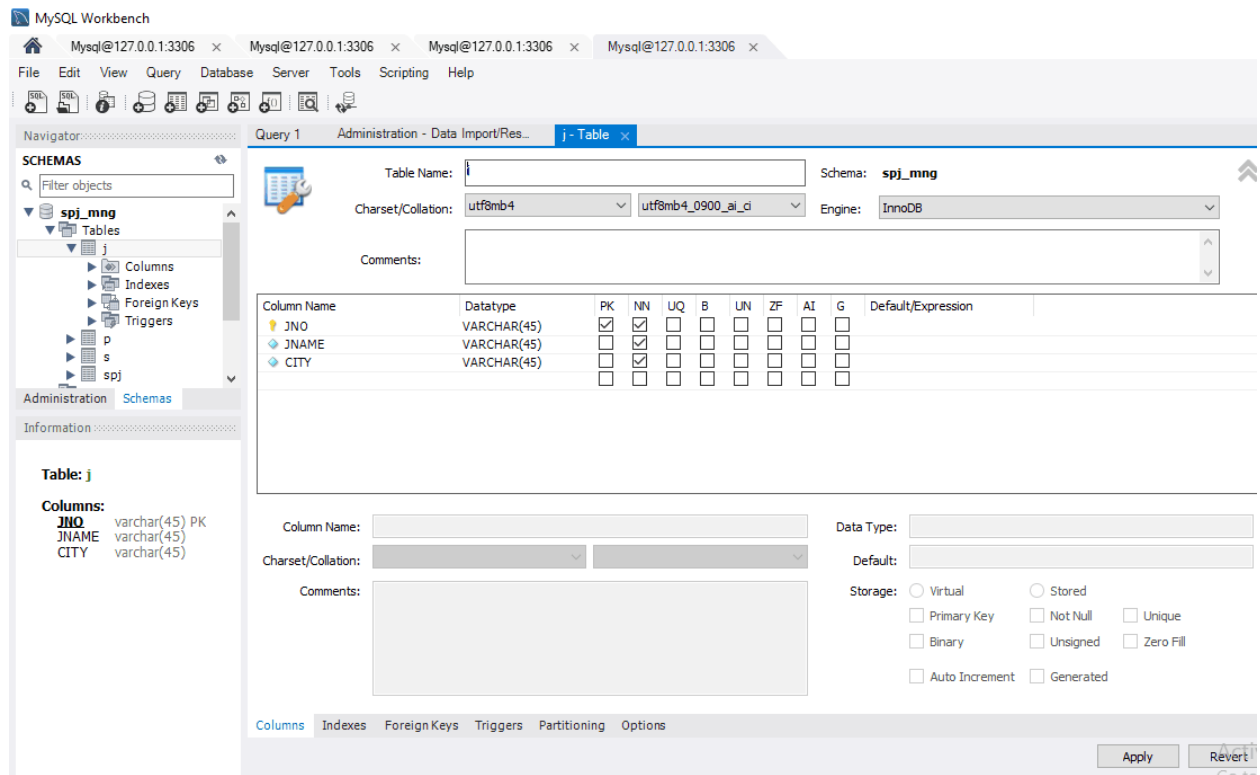 MySQL Workbench
Mysql@127.0.0.1:3306 Mysql@127.0.0.1:3306 Mysql@127.0.0.1:3306 Mysql@127.0.0.1:3306
File Edit View Query Database Server Tools Scripting Help
Navigator
Query 1 Administration - Data Import/Res... j - Table
SCHEMAS
Filter objects
spj_mng
Tables
j
Columns
Indexes
Foreign Keys
Triggers
p
s
spj
Administration Schemas
Information
Table: j
Columns:
JNO varchar(45) PK
JNAME varchar(45)
CITY varchar(45)
Table Name: j Schema: spj_mng
Charset/Collation: utf8mb4 utf8mb4_0900_ai_ci Engine: InnoDB
Comments:
Column Name Datatype PK NN UQ B UN ZF AI G Default/Expression
JNO VARCHAR(45)
JNAME VARCHAR(45)
CITY VARCHAR(45)
Column Name: Data Type:
Charset/Collation: Default:
Comments: Storage: Virtual Stored
Primary Key Not Null Unique
Binary Unsigned Zero Fill
Auto Increment Generated
Columns Indexes Foreign Keys Triggers Partitioning Options
Apply Revert